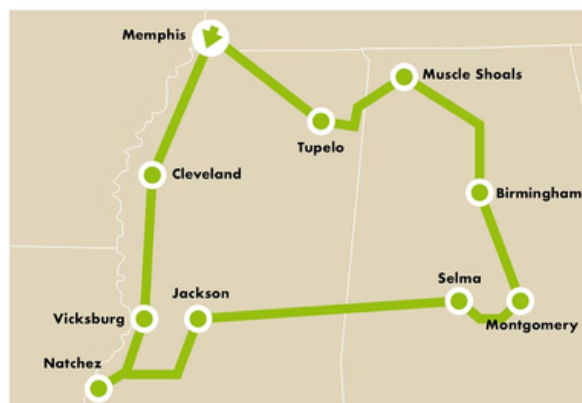 Memphis
Muscle Shoals
Tupelo
Cleveland
Birmingham
Selma
Jackson
Vicksburg
Montgomery
Natchez